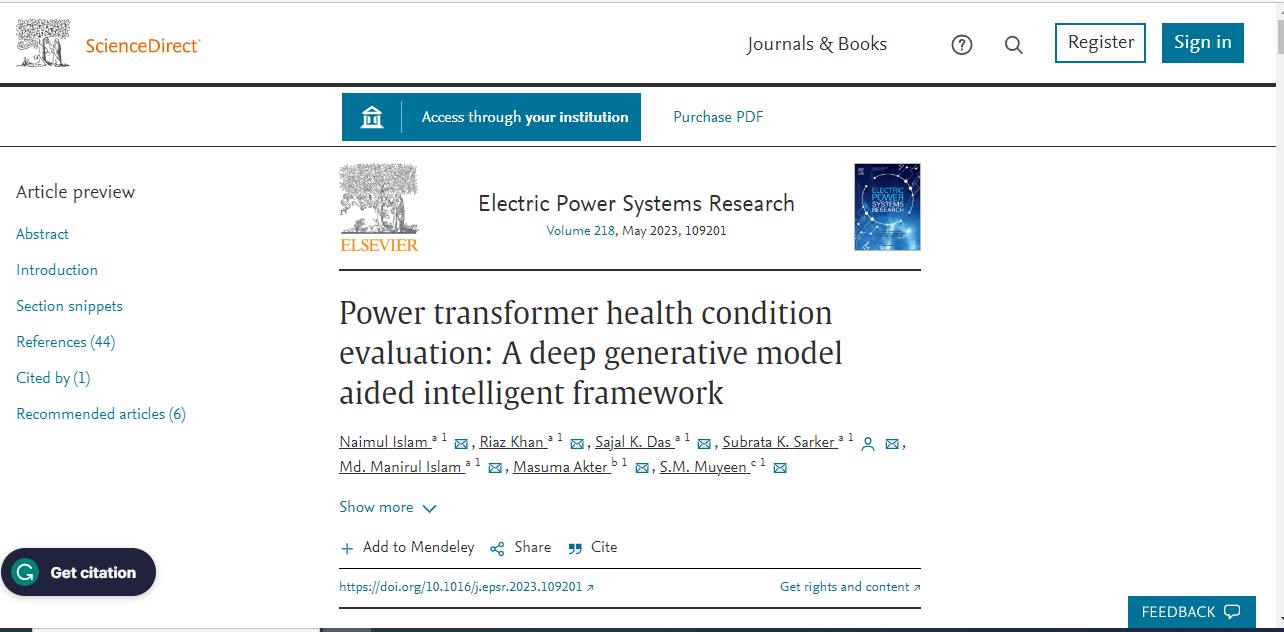 ScienceDirect
Journals & Books
Register
Sign in
Access through your institution
Purchase PDF
Article preview
Abstract
Introduction
Section snippets
References (44)
Cited by (1)
Recommended articles (6)
ELSEVIER
Electric Power Systems Research
Volume 218, May 2023, 109201
ELECTRIC
POWER
SYSTEMS
RESEARCH
Power transformer health condition
evaluation: A deep generative model
aided intelligent framework
Naimul Islam a 1, Riaz Khan a 1, Sajal K. Das a 1, Subrata K. Sarker a 1,
Md. Manirul Islam a 1, Masuma Akter b 1, S.M. Muyeen c 1
Show more
+ Add to Mendeley Share Cite
https://doi.org/10.1016/j.epsr.2023.109201 ↗
Get rights and content ↗
Get citation
FEEDBACK